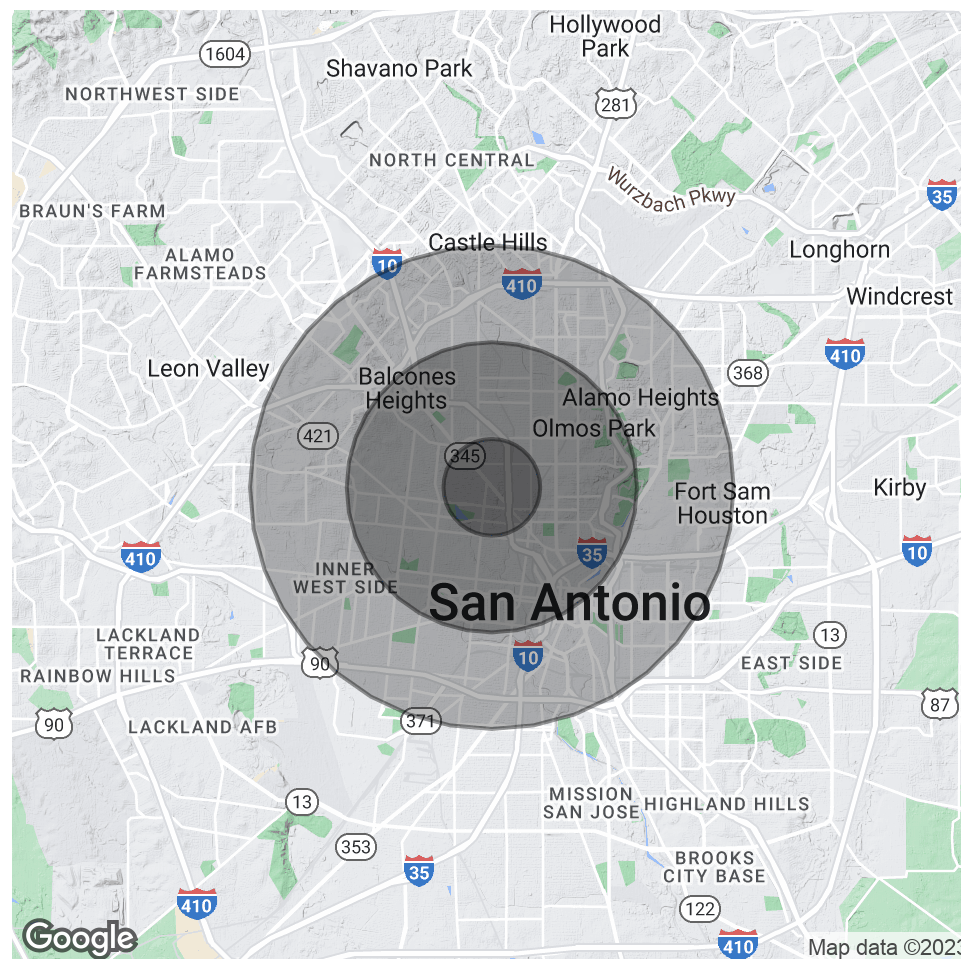 Hollywood
Park
1604
Shavano Park
NORTHWEST SIDE
281
NORTH CENTRAL
Wurzbach Pkwy
35
BRAUN'S FARM
Castle Hills
Longhorn
ALAMO
FARMSTEADS
10
410
Windcrest
410
Leon Valley
368
Balcones
Heights
Alamo Heights
Olmos Park
421
345
Fort Sam
Houston
Kirby
410
35
10
INNER
WEST SIDE
San Antonio
LACKLAND
TERRACE
13
90
10
EAST SIDE
RAINBOW HILLS
90
87
LACKLAND AFB
371
13
MISSION
SAN JOSE
HIGHLAND HILLS
353
35
BROOKS
CITY BASE
410
122
410
Google
Map data ©2023